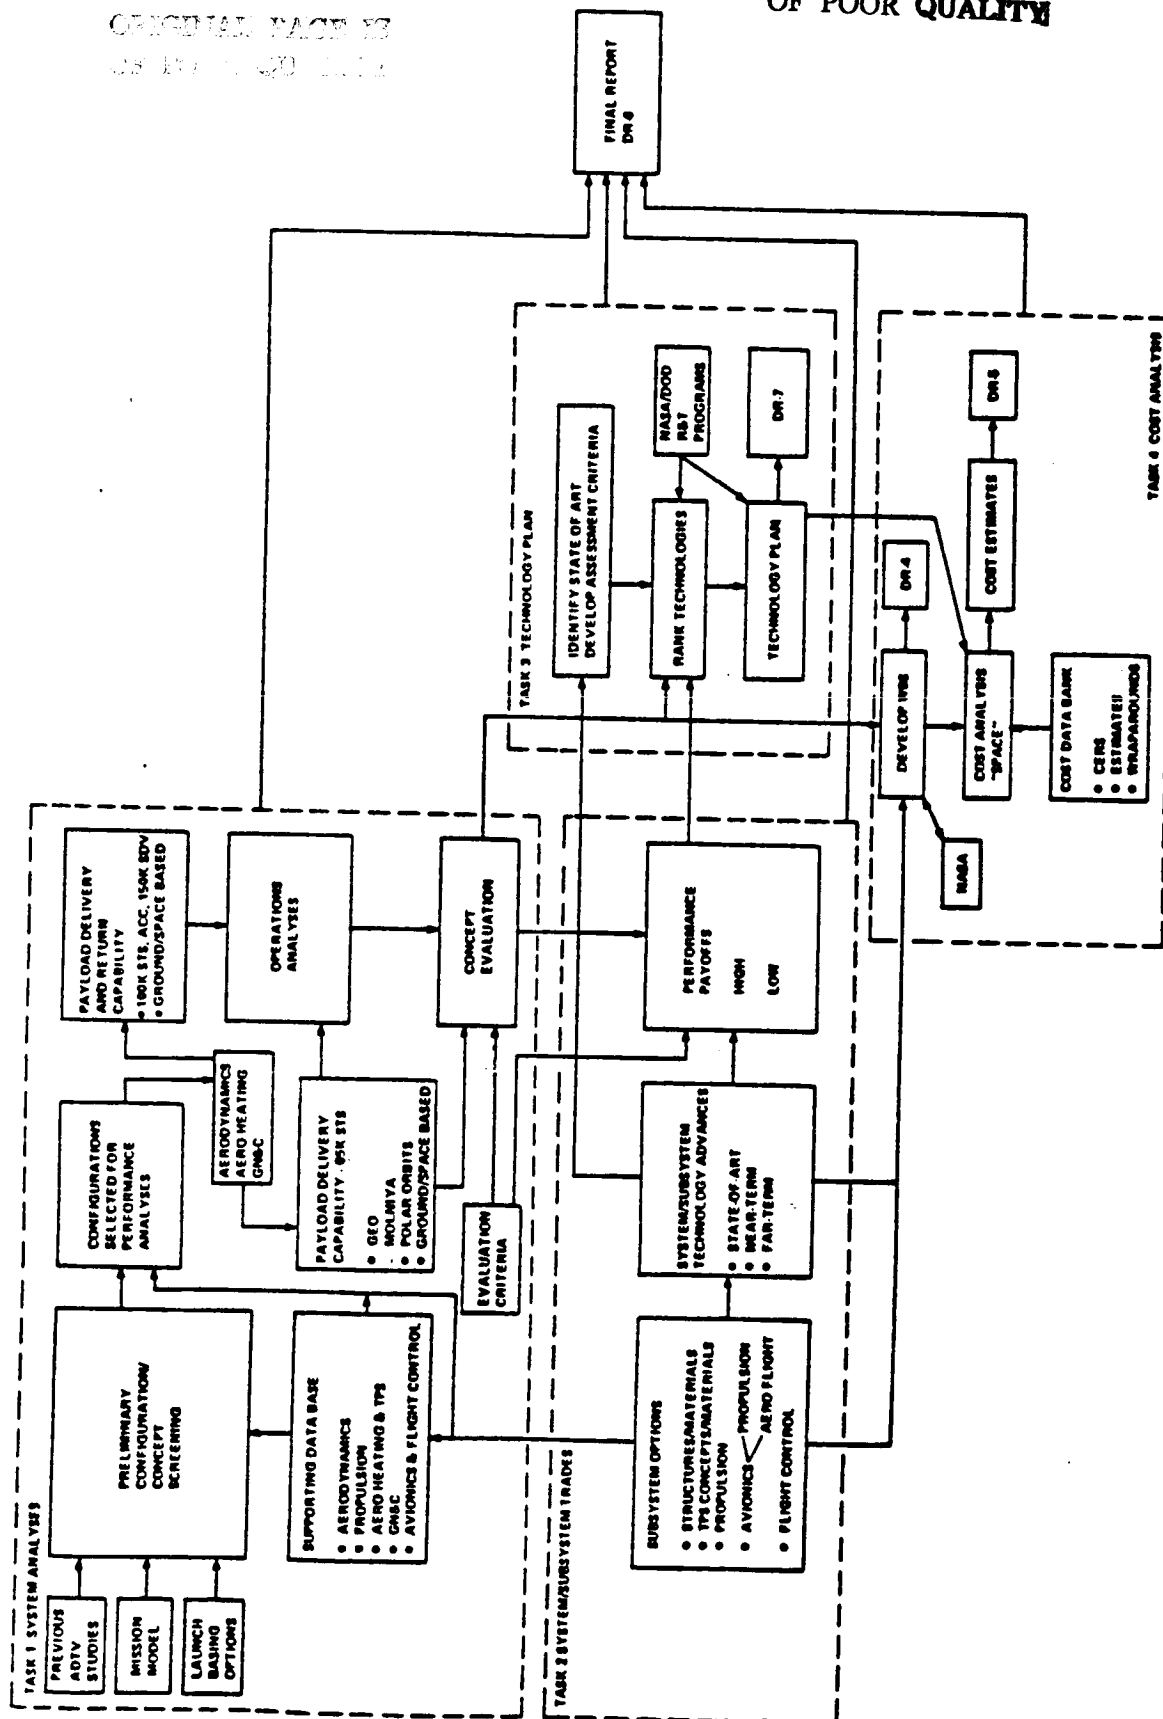 ORIGINAL PAGE IS
OF POOR QUALITY
TASK 1 SYSTEM ANALYSES
PREVIOUS
AOTV
STUDIES
MISSION
MODEL
LAUNCH
BASING
OPTIONS
PRELIMINARY
CONFIGURATION/
CONCEPT
SCREENING
SUPPORTING DATA BASE
• AERODYNAMICS
• PROPULSION
• AERO HEATING & TPS
• GN&C
• AVIONICS & FLIGHT CONTROL
CONFIGURATIONS
SELECTED FOR
PERFORMANCE
ANALYSES
AERODYNAMICS
AERO HEATING
GN&C
PAYLOAD DELIVERY
CAPABILITY - 65K STS
• GEO
- MOLNIYA
• POLAR ORBITS
• GROUND/SPACE BASED
EVALUATION
CRITERIA
PAYLOAD DELIVERY
AND RETURN
CAPABILITY
• 100K STS, ACC, 150K SDV
• GROUND/SPACE BASED
OPERATIONS
ANALYSES
CONCEPT
EVALUATION
TASK 2 SYSTEM/SUBSYSTEM TRADES
SUBSYSTEM OPTIONS
• STRUCTURES/MATERIALS
• TPS CONCEPTS/MATERIALS
• PROPULSION
• AVIONICS
PROPULSION
AERO FLIGHT
• FLIGHT CONTROL
SYSTEM/SUBSYSTEM
TECHNOLOGY ADVANCES
• STATE-OF-ART
• NEAR-TERM
• FAR-TERM
PERFORMANCE
PAYOFFS
HIGH
LOW
TASK 3 TECHNOLOGY PLAN
IDENTIFY STATE OF ART
DEVELOP ASSESSMENT CRITERIA
RANK TECHNOLOGIES
NASA/DOD
R&T
PROGRAMS
TECHNOLOGY PLAN
DR-7
NASA
DEVELOP WBS
DR-4
COST ANALYSIS
"SPACE"
COST ESTIMATES
DR-5
COST DATA BANK
• CERS
• ESTIMATES
• WRAPAROUNDS
TASK 4 COST ANALYSIS
FINAL REPORT